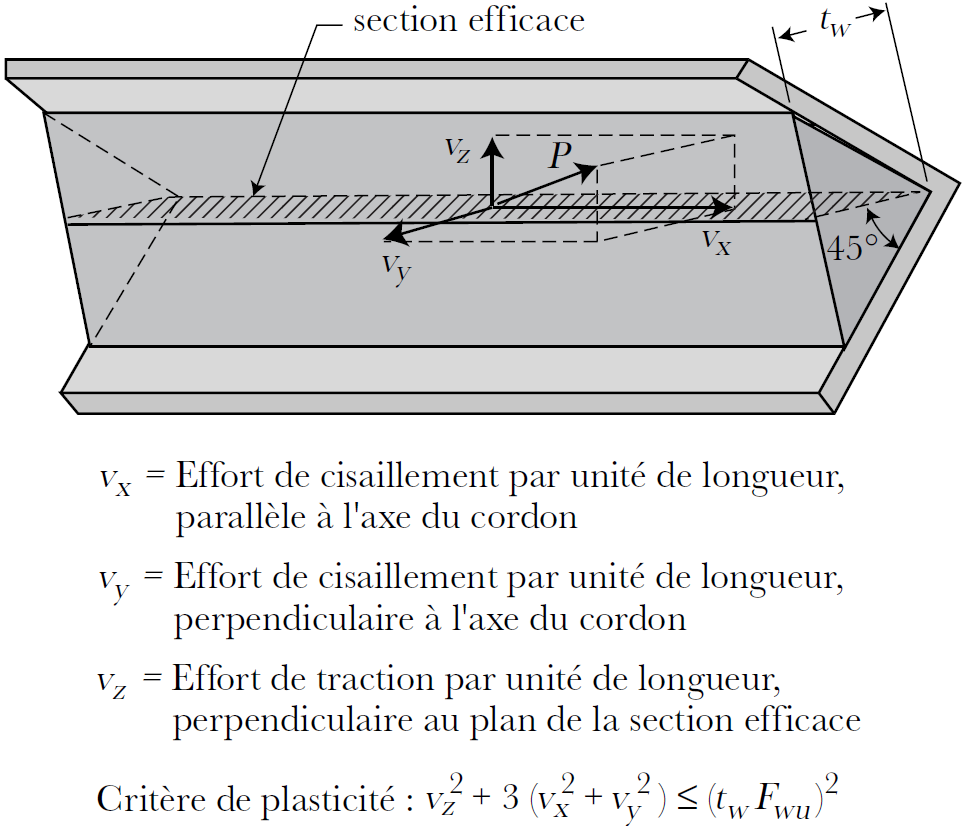 section efficace
t_w
v_z
P
v_x
v_y
45°
v_x = Effort de cisaillement par unité de longueur,
parallèle à l'axe du cordon
v_y = Effort de cisaillement par unité de longueur,
perpendiculaire à l'axe du cordon
v_z = Effort de traction par unité de longueur,
perpendiculaire au plan de la section efficace
Critère de plasticité : v_z^2 + 3 (v_x^2 + v_y^2) ≤ (t_w F_wu)^2